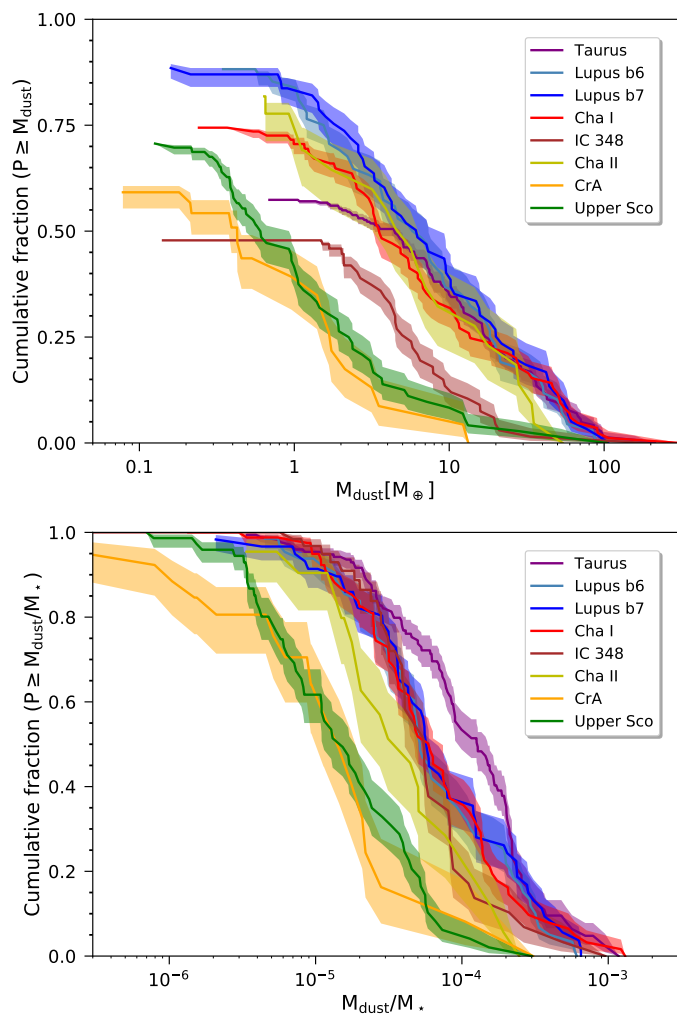 1.00
0.75
0.50
0.25
0.00
Cumulative fraction (P ≥ M_dust)
Taurus
Lupus b6
Lupus b7
Cha I
IC 348
Cha II
CrA
Upper Sco
0.1 1 10 100
M_dust[M_⊕]
1.0
0.8
0.6
0.4
0.2
0.0
Cumulative fraction (P ≥ M_dust/M_⋆)
Taurus
Lupus b6
Lupus b7
Cha I
IC 348
Cha II
CrA
Upper Sco
10⁻⁶ 10⁻⁵ 10⁻⁴ 10⁻³
M_dust/M_⋆